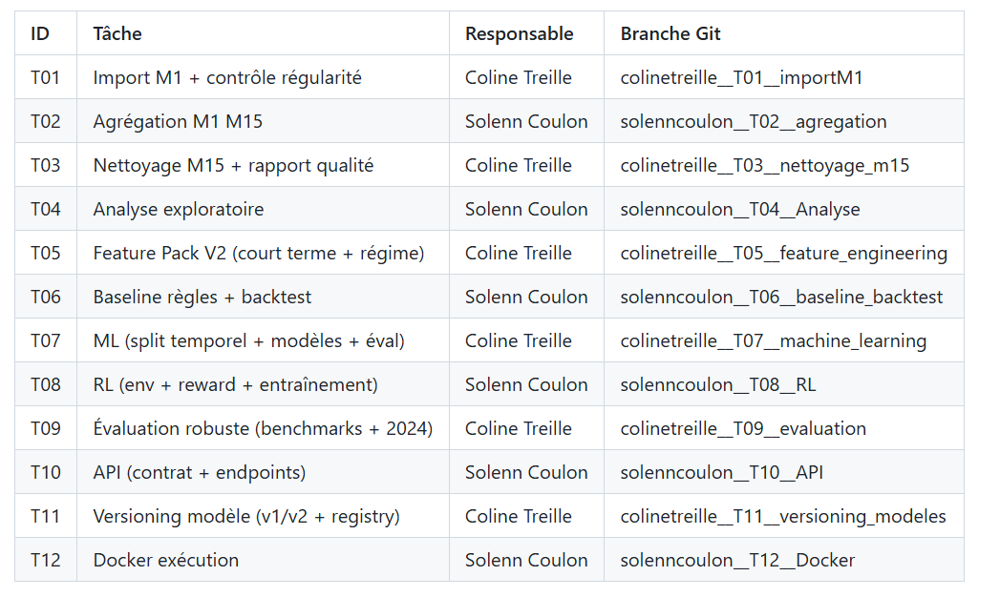 ID Tâche Responsable Branche Git
T01 Import M1 + contrôle régularité Coline Treille colinetreille__T01__importM1
T02 Agrégation M1 M15 Solenn Coulon solenncoulon__T02__agregation
T03 Nettoyage M15 + rapport qualité Coline Treille colinetreille__T03__nettoyage_m15
T04 Analyse exploratoire Solenn Coulon solenncoulon__T04__Analyse
T05 Feature Pack V2 (court terme + régime) Coline Treille colinetreille__T05__feature_engineering
T06 Baseline règles + backtest Solenn Coulon solenncoulon__T06__baseline_backtest
T07 ML (split temporel + modèles + éval) Coline Treille colinetreille__T07__machine_learning
T08 RL (env + reward + entraînement) Solenn Coulon solenncoulon__T08__RL
T09 Évaluation robuste (benchmarks + 2024) Coline Treille colinetreille__T09__evaluation
T10 API (contrat + endpoints) Solenn Coulon solenncoulon__T10__API
T11 Versioning modèle (v1/v2 + registry) Coline Treille colinetreille__T11__versioning_modeles
T12 Docker exécution Solenn Coulon solenncoulon__T12__Docker